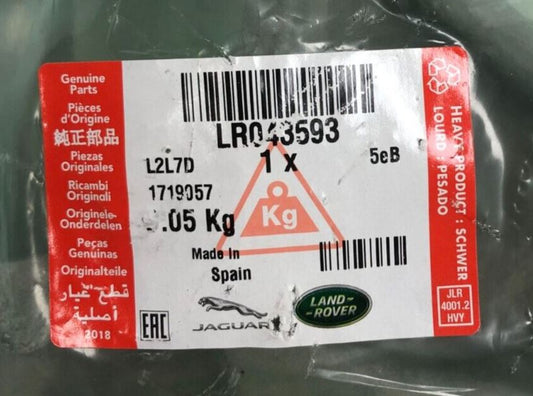 Genuine
Parts
Pièces
d'Origine
純正部品
Piezas
Originales
Ricambi
Originali
Originele-
Onderdelen
Peças
Genuinas
Originalteile
قطع غيار
أصلية
2018
LR043593
1 X
L2L7D
5eB
1719057
.05 Kg
Kg
Made In
Spain
EAC
JAGUAR
LAND-
-ROVER
HEAVY PRODUCT : SCHWER
LOURD : PESADO
JLR
4001.2
HVY